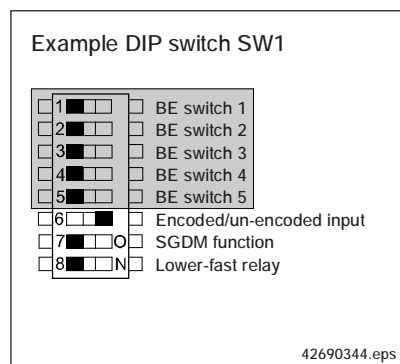 Example DIP switch SW1
1 BE switch 1
2 BE switch 2
3 BE switch 3
4 BE switch 4
5 BE switch 5
6 Encoded/un-encoded input
7 O SGDM function
8 N Lower-fast relay
42690344.eps